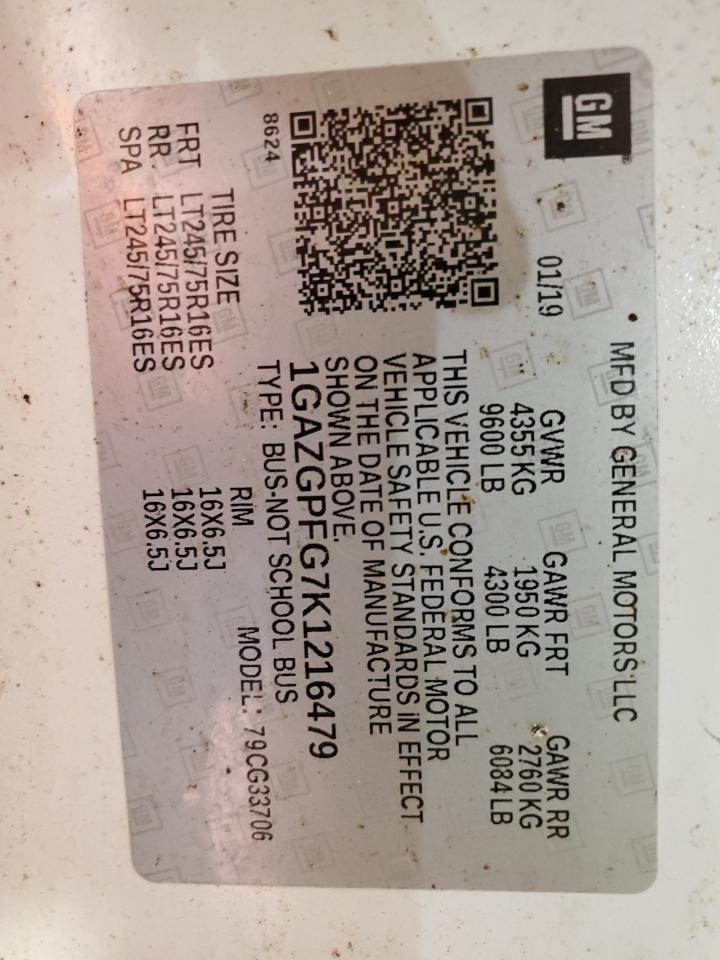 GM
MFD BY GENERAL MOTORS LLC
01/19
GVWR GAWR FRT GAWR RR
4355 KG 1950 KG 2760 KG
9600 LB 4300 LB 6084 LB
THIS VEHICLE CONFORMS TO ALL
APPLICABLE U.S. FEDERAL MOTOR
VEHICLE SAFETY STANDARDS IN EFFECT
ON THE DATE OF MANUFACTURE
SHOWN ABOVE.
1GAZGPFG7K1216479
TYPE: BUS-NOT SCHOOL BUS
8624
MODEL: 79CG33706
TIRE SIZE RIM
FRT LT245/75R16ES 16X6.5J
RR LT245/75R16ES 16X6.5J
SPA LT245/75R16ES 16X6.5J